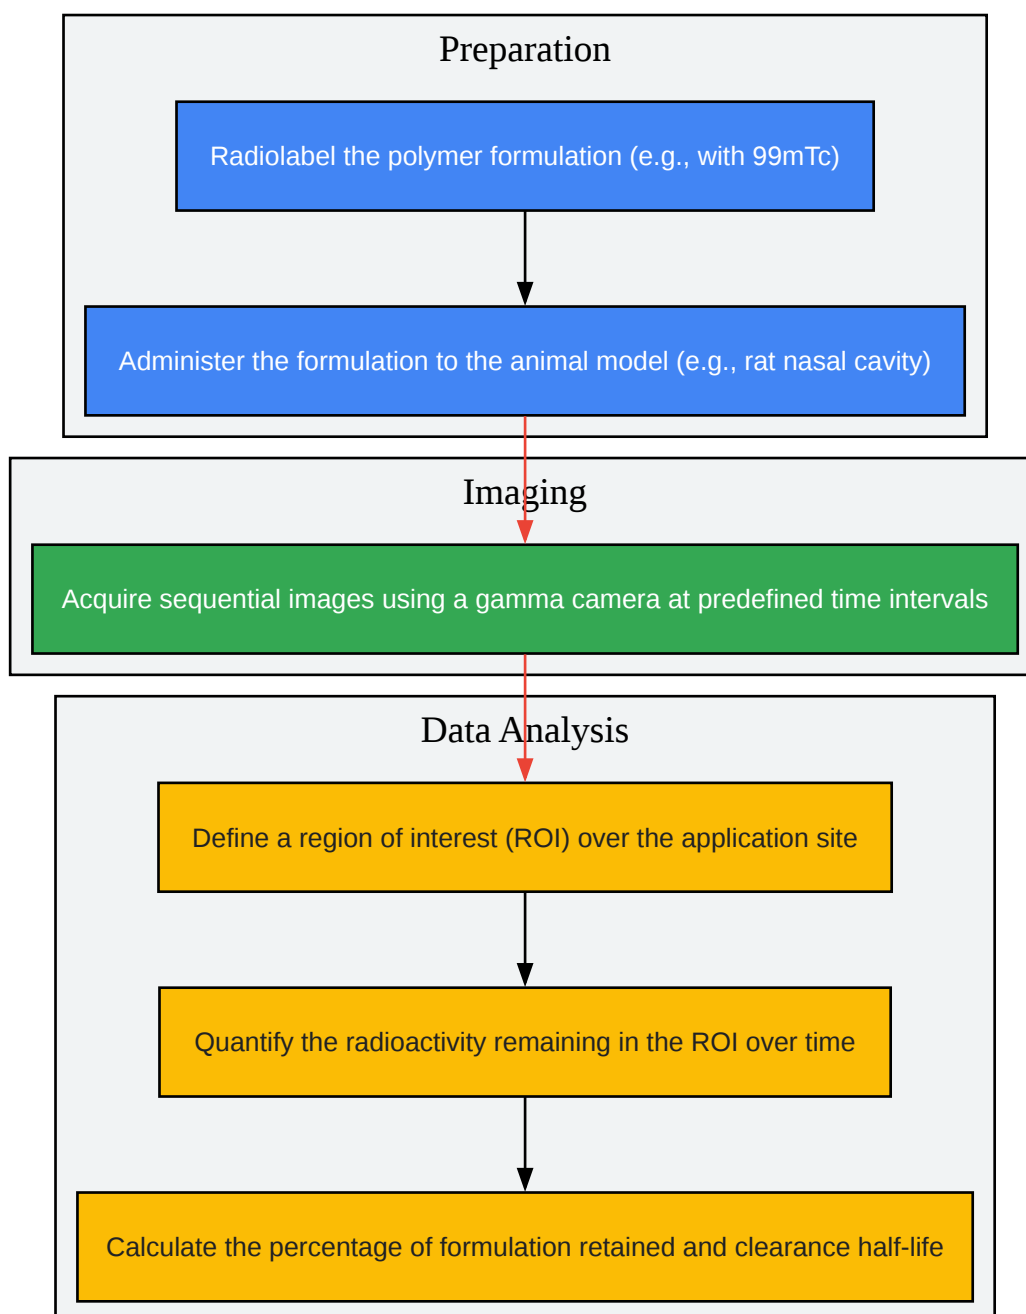 Preparation
Radiolabel the polymer formulation (e.g., with 99mTc)
Administer the formulation to the animal model (e.g., rat nasal cavity)
Imaging
Acquire sequential images using a gamma camera at predefined time intervals
Data Analysis
Define a region of interest (ROI) over the application site
Quantify the radioactivity remaining in the ROI over time
Calculate the percentage of formulation retained and clearance half-life